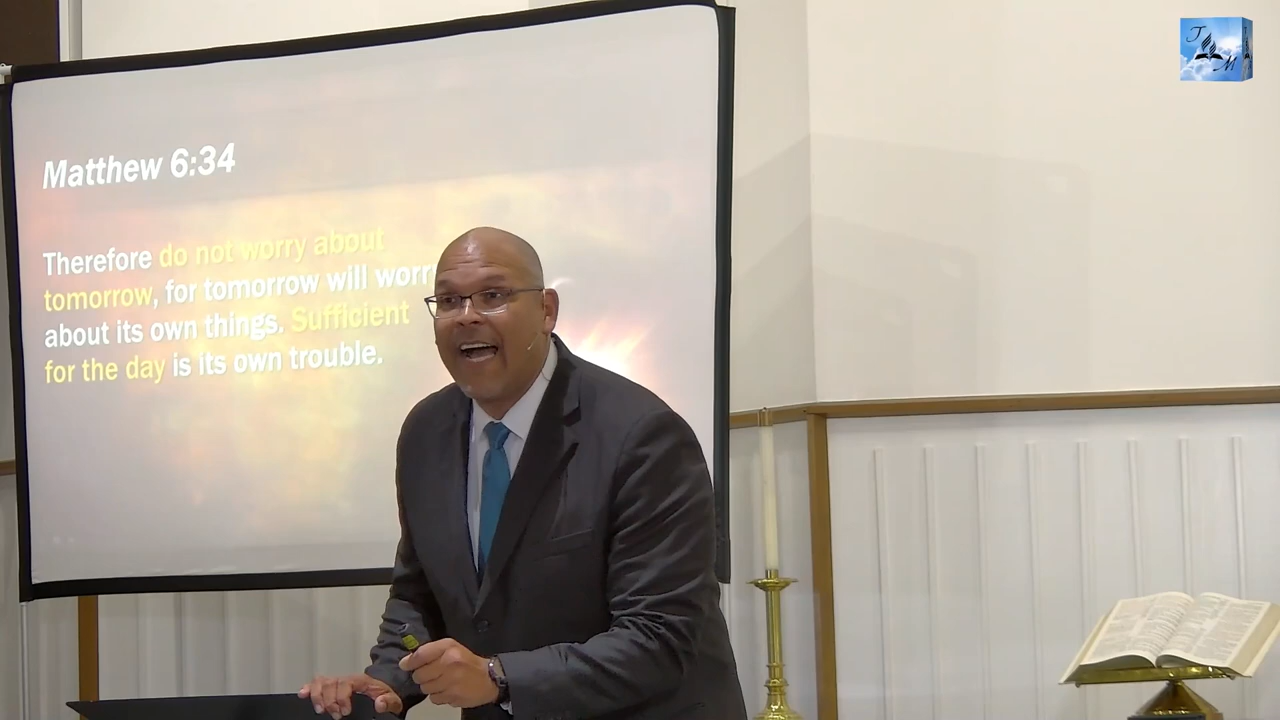 Matthew 6:34
Therefore do not worry about
tomorrow, for tomorrow will worr
about its own things. Sufficient
for the day is its own trouble.
T
M